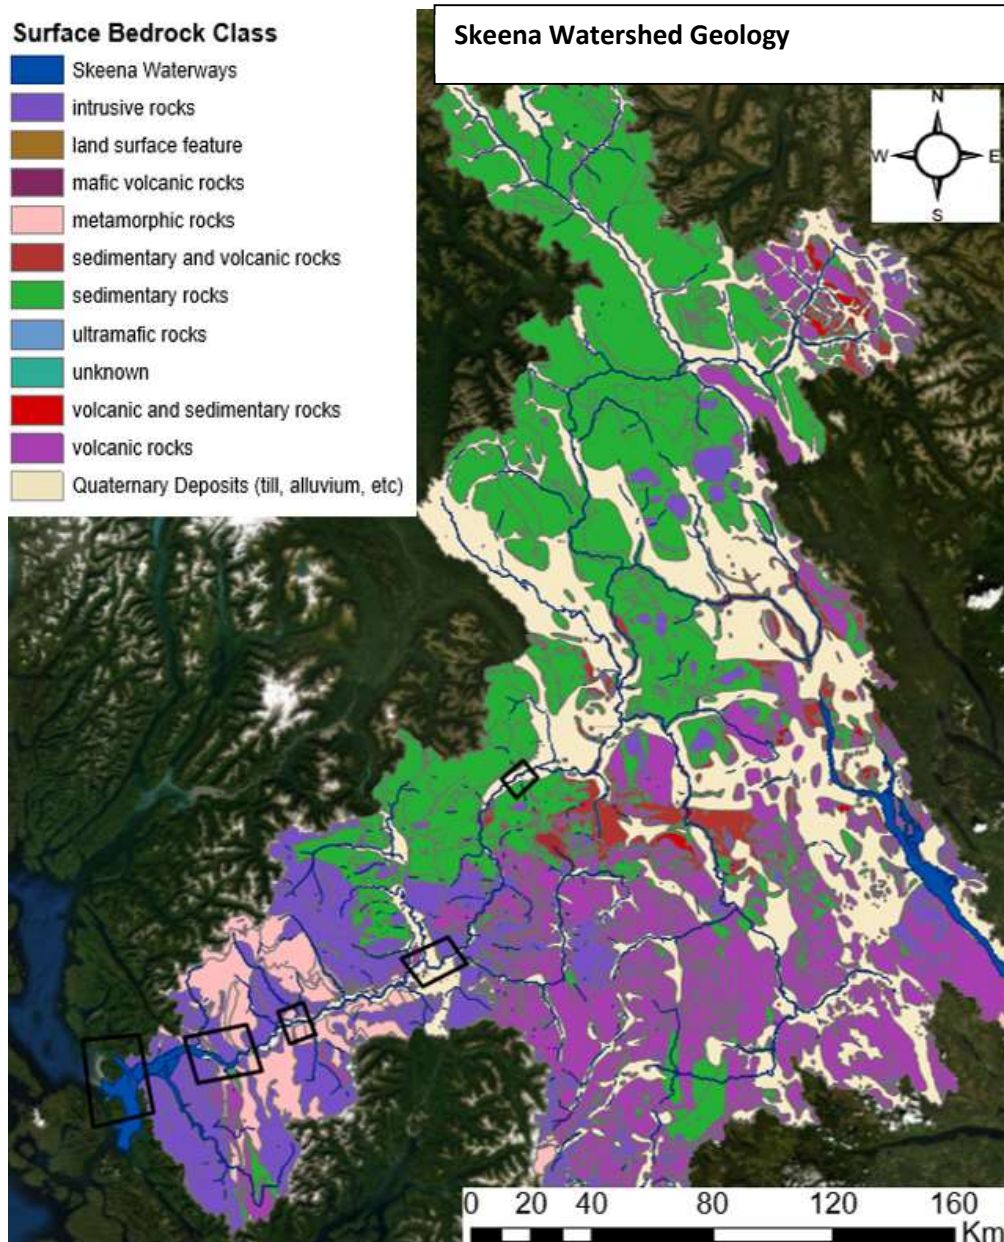 Surface Bedrock Class
Skeena Waterways
intrusive rocks
land surface feature
mafic volcanic rocks
metamorphic rocks
sedimentary and volcanic rocks
sedimentary rocks
ultramafic rocks
unknown
volcanic and sedimentary rocks
volcanic rocks
Quaternary Deposits (till, alluvium, etc)
Skeena Watershed Geology
N
W E
S
0 20 40 80 120 160
Km